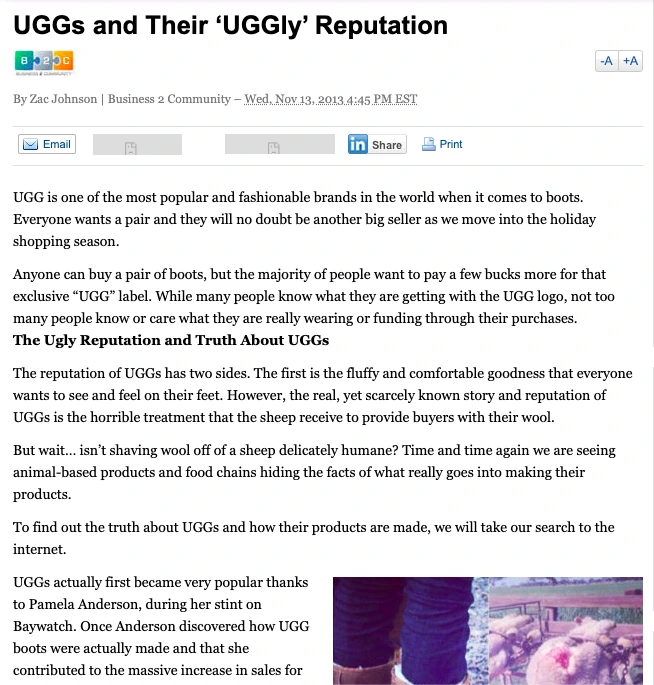 UGGs and Their ‘UGGly’ Reputation
B 2 C
-A +A
By Zac Johnson | Business 2 Community – Wed, Nov 13, 2013 4:45 PM EST
Email
in Share
Print
UGG is one of the most popular and fashionable brands in the world when it comes to boots.
Everyone wants a pair and they will no doubt be another big seller as we move into the holiday
shopping season.
Anyone can buy a pair of boots, but the majority of people want to pay a few bucks more for that
exclusive “UGG” label. While many people know what they are getting with the UGG logo, not too
many people know or care what they are really wearing or funding through their purchases.
The Ugly Reputation and Truth About UGGs
The reputation of UGGs has two sides. The first is the fluffy and comfortable goodness that everyone
wants to see and feel on their feet. However, the real, yet scarcely known story and reputation of
UGGs is the horrible treatment that the sheep receive to provide buyers with their wool.
But wait… isn’t shaving wool off of a sheep delicately humane? Time and time again we are seeing
animal-based products and food chains hiding the facts of what really goes into making their
products.
To find out the truth about UGGs and how their products are made, we will take our search to the
internet.
UGGs actually first became very popular thanks
to Pamela Anderson, during her stint on
Baywatch. Once Anderson discovered how UGG
boots were actually made and that she
contributed to the massive increase in sales for